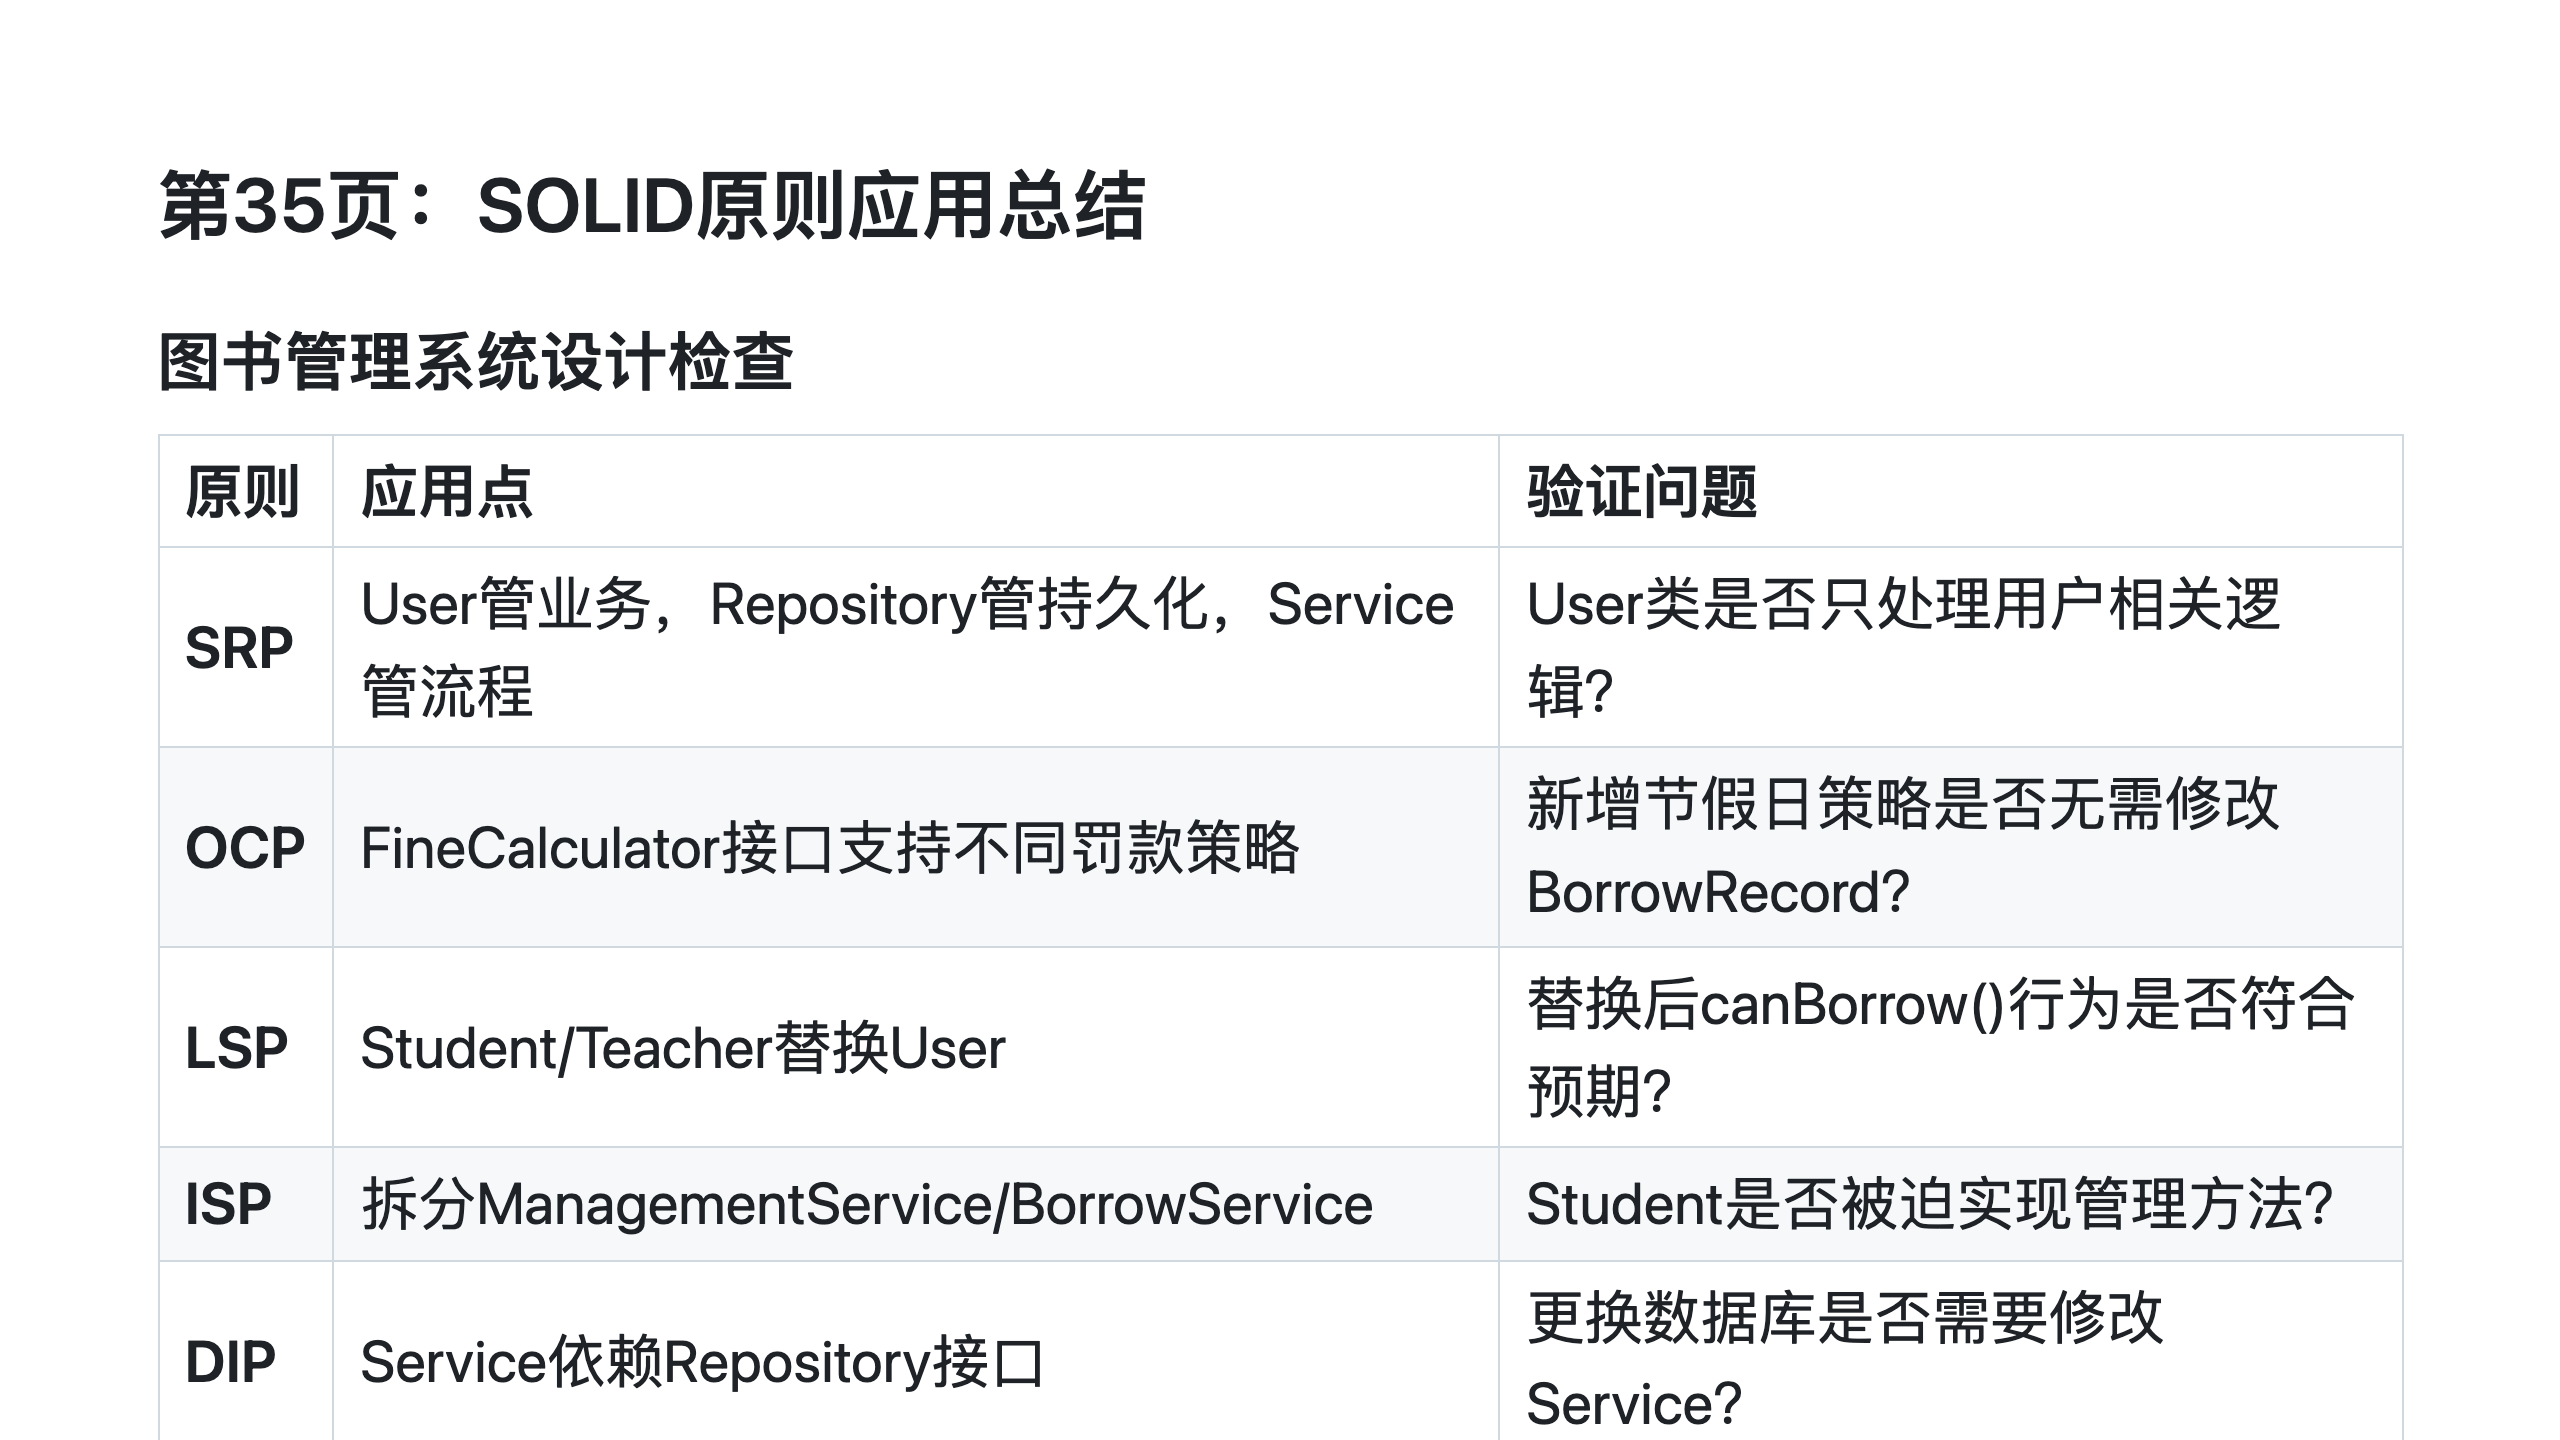 第35页：SOLID原则应用总结
图书管理系统设计检查
原则 应用点 验证问题
SRP User管业务，Repository管持久化，Service
管流程
User类是否只处理用户相关逻
辑?
OCP FineCalculator接口支持不同罚款策略
新增节假日策略是否无需修改
BorrowRecord?
LSP Student/Teacher替换User
替换后canBorrow()行为是否符合
预期?
ISP 拆分ManagementService/BorrowService Student是否被迫实现管理方法?
DIP Service依赖Repository接口
更换数据库是否需要修改
Service?